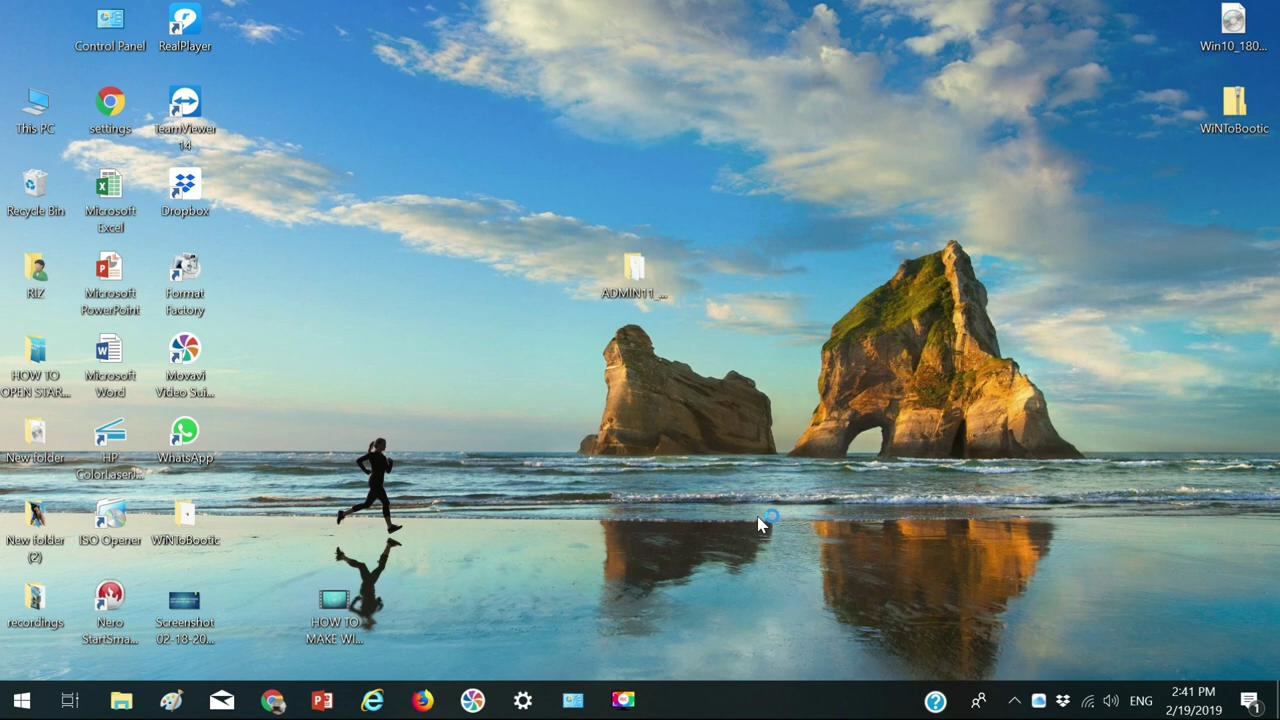 Control Panel
RealPlayer
Win10_180...
This PC
settings
TeamViewer
14
WiNToBootic
Recycle Bin
Microsoft
Excel
Dropbox
RIZ
Microsoft
PowerPoint
Format
Factory
ADMIN11_...
HOW TO
OPEN STAR...
Microsoft
Word
Movavi
Video Sui...
New folder
HP
ColorLaserJ...
WhatsApp
New folder
(2)
ISO Opener
WiNToBootic
recordings
Nero
StartSma...
Screenshot
02-18-20...
HOW TO
MAKE WI...
ENG
2:41 PM
2/19/2019
1